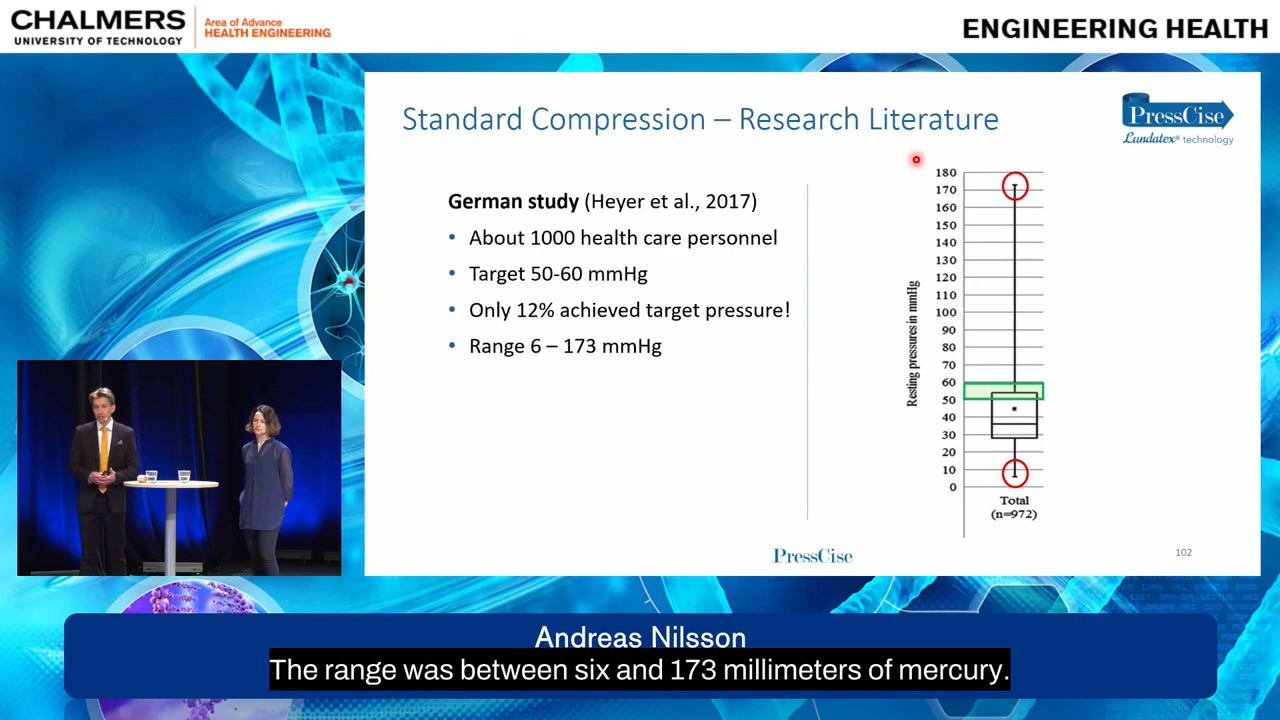 CHALMERS
UNIVERSITY OF TECHNOLOGY
Area of Advance
HEALTH ENGINEERING
ENGINEERING HEALTH
Standard Compression – Research Literature
PressCise
Lundatex® technology
German study (Heyer et al., 2017)
• About 1000 health care personnel
• Target 50-60 mmHg
• Only 12% achieved target pressure!
• Range 6 – 173 mmHg
Resting pressures in mmHg
180
170
160
150
140
130
120
110
100
90
80
70
60
50
40
30
20
10
0
Total
(n=972)
PressCise
102
Andreas Nilsson
The range was between six and 173 millimeters of mercury.